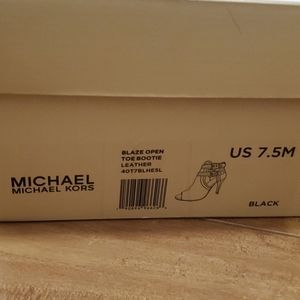 BLAZE OPEN
TOE BOOTIE
LEATHER
40T7BLHE5L
US 7.5M
MICHAEL
MICHAEL KORS
BLACK